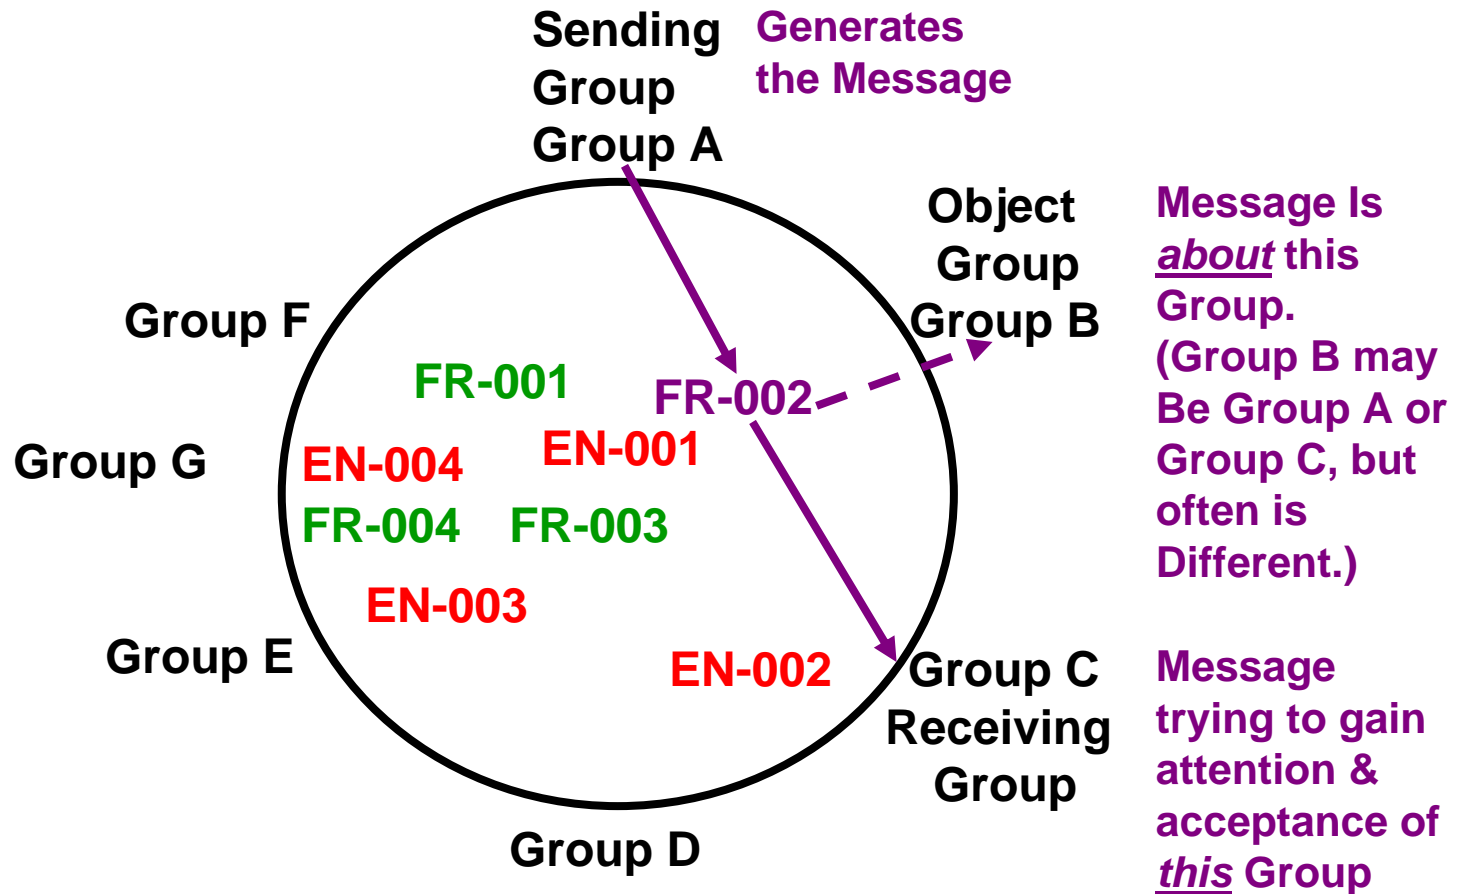 Sending
Group
Group A
Generates
the Message
Object
Group
Group B
Message Is
about this
Group.
(Group B may
Be Group A or
Group C, but
often is
Different.)
Group F
FR-001
FR-002
Group G
EN-004
EN-001
FR-004
FR-003
EN-003
Group E
EN-002
Group C
Receiving
Group
Message
trying to gain
attention &
acceptance of
this Group
Group D